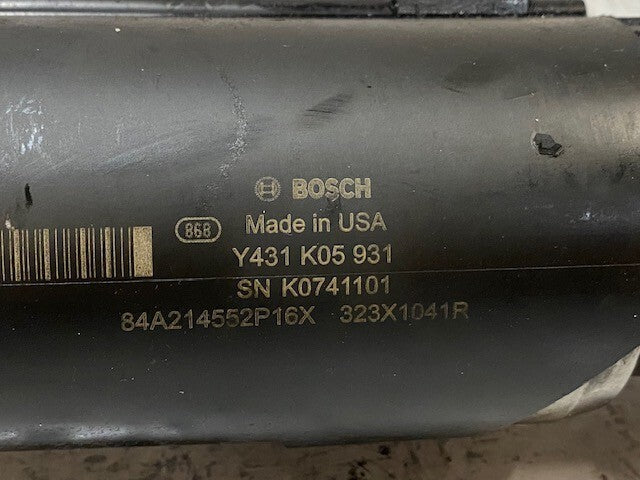 BOSCH
868 Made in USA
Y431 K05 931
SN K0741101
84A214552P16X 323X1041R